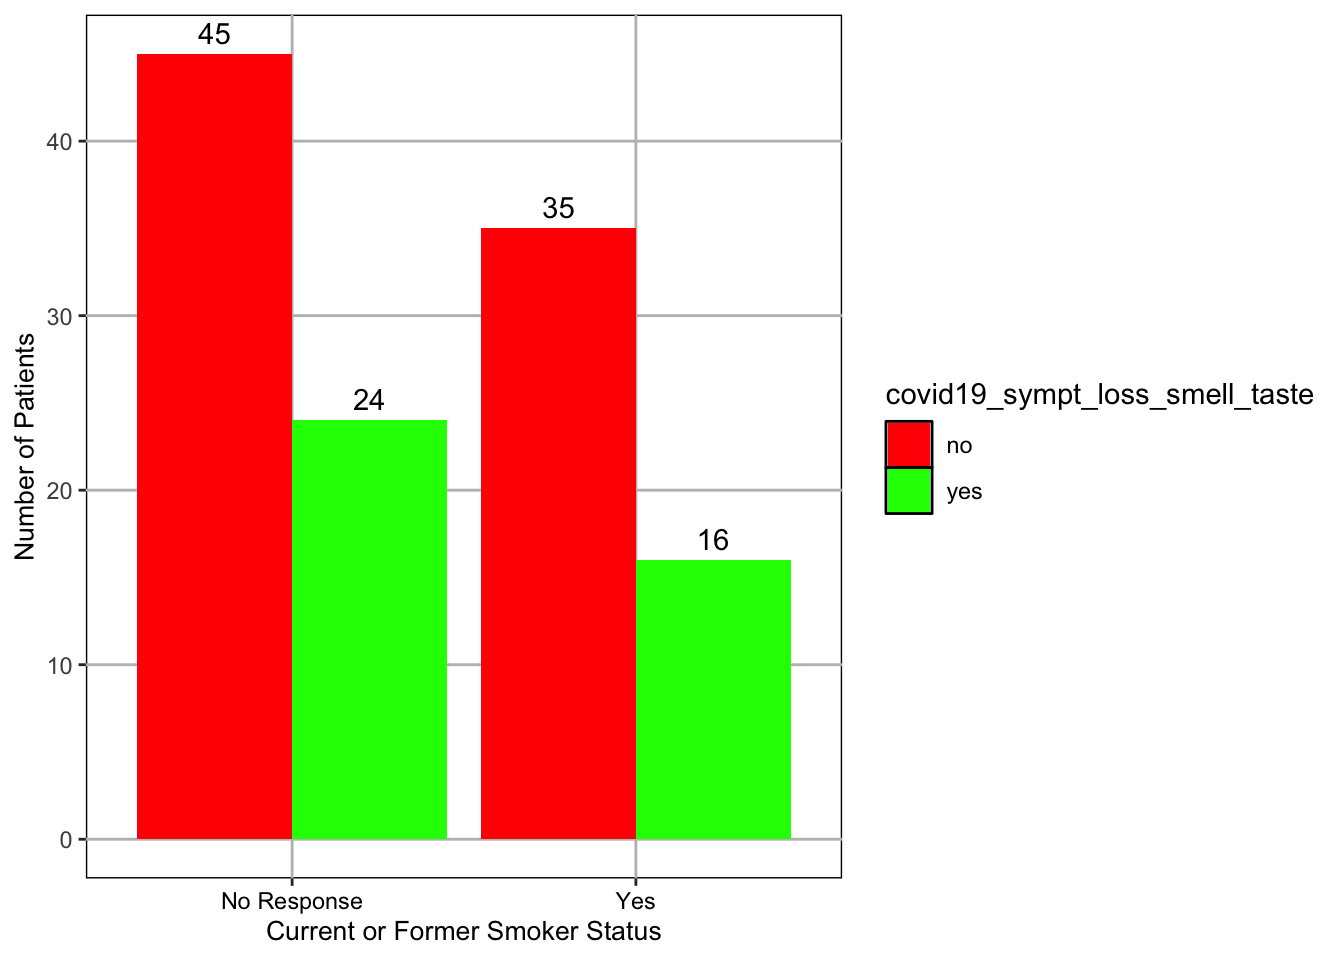 45
40
35
30
24
20
16
10
0
Number of Patients
No Response
Yes
Current or Former Smoker Status
covid19_sympt_loss_smell_taste
no
yes